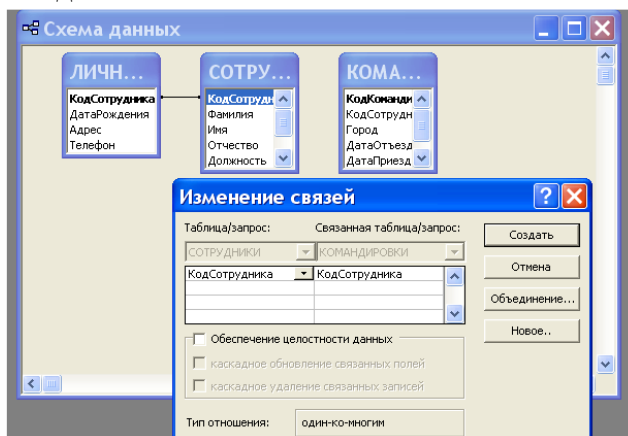 Схема данных
ЛИЧН...
КодСотрудника
ДатаРождения
Адрес
Телефон
СОТРУ...
КодСотрудн
Фамилия
Имя
Отчество
Должность
КОМА...
КодКоманди
КодСотрудн
Город
ДатаОтъезд
ДатаПриезд
Изменение связей
Таблица/запрос: Связанная таблица/запрос:
СОТРУДНИКИ КОМАНДИРОВКИ
КодСотрудника КодСотрудника
Обеспечение целостности данных
каскадное обновление связанных полей
каскадное удаление связанных записей
Тип отношения: один-ко-многим
Создать
Отмена
Объединение...
Новое..